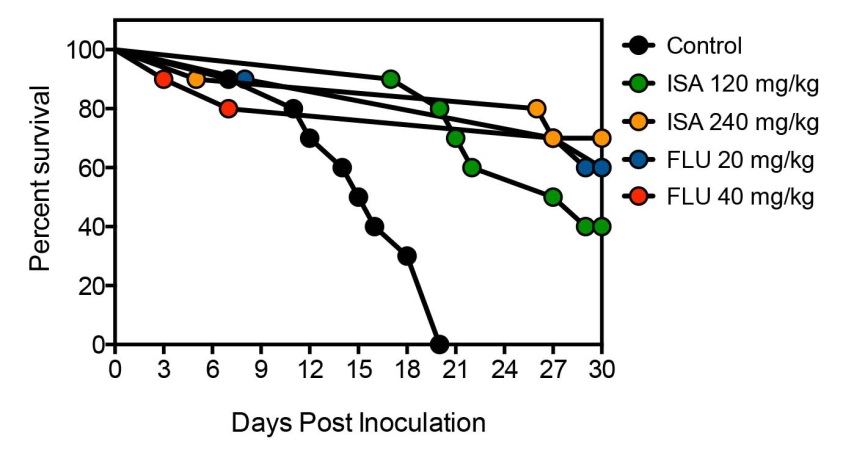 100
80
60
40
20
0
Percent survival
0 3 6 9 12 15 18 21 24 27 30
Days Post Inoculation
Control
ISA 120 mg/kg
ISA 240 mg/kg
FLU 20 mg/kg
FLU 40 mg/kg